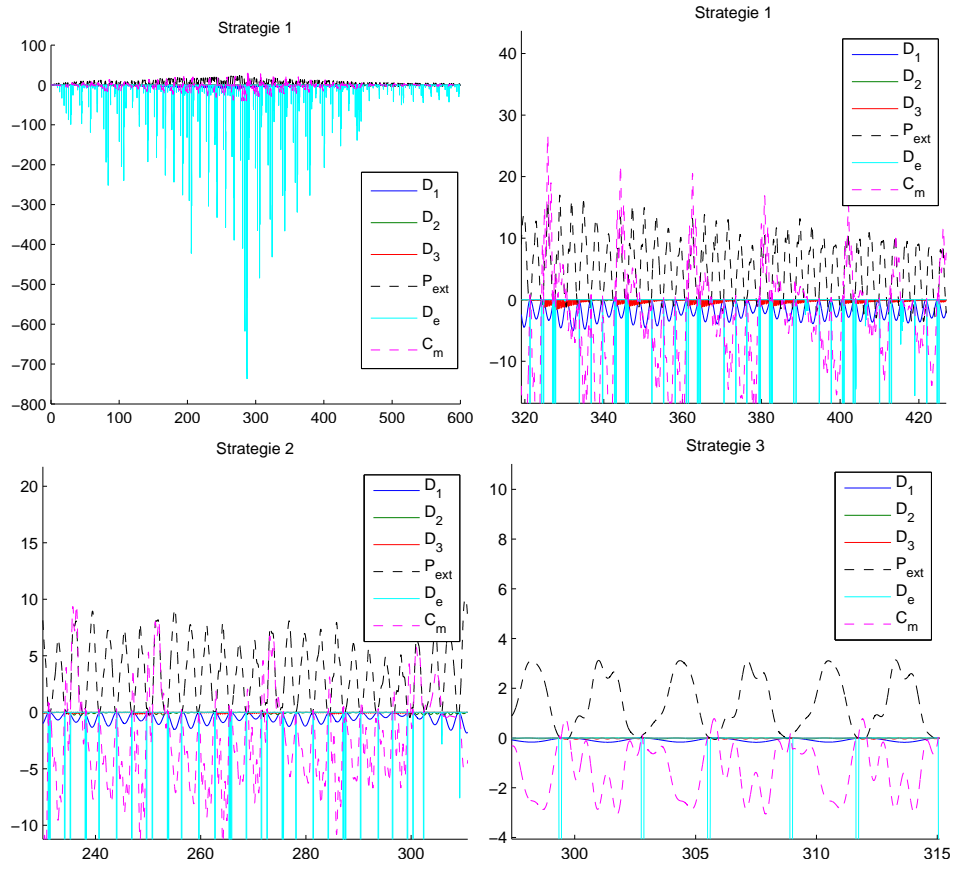 Strategie 1
100
0
−100
−200
−300
−400
−500
−600
−700
−800
0 100 200 300 400 500 600
D1
D2
D3
Pext
De
Cm
Strategie 1
40
30
20
10
0
−10
320 340 360 380 400 420
D1
D2
D3
Pext
De
Cm
Strategie 2
20
15
10
5
0
−5
−10
240 260 280 300
D1
D2
D3
Pext
De
Cm
Strategie 3
10
8
6
4
2
0
−2
−4
300 305 310 315
D1
D2
D3
Pext
De
Cm